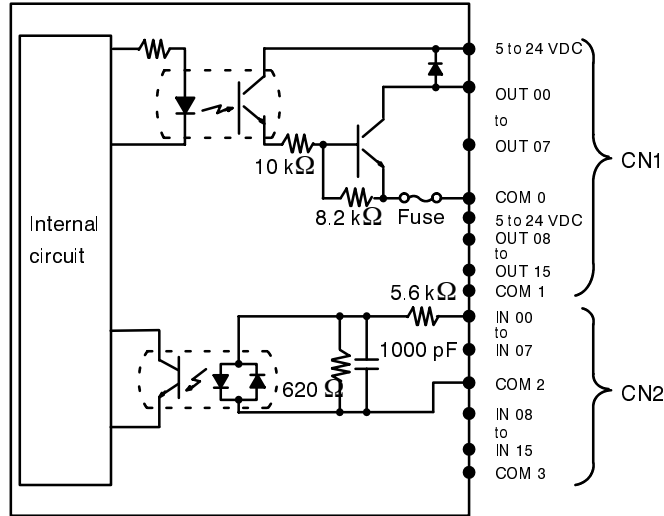 5 to 24 VDC
OUT 00
to
OUT 07
CN1
10 kΩ
8.2 kΩ
Fuse
COM 0
5 to 24 VDC
OUT 08
to
OUT 15
COM 1
Internal
circuit
5.6 kΩ
IN 00
to
IN 07
1000 pF
620 Ω
COM 2
CN2
IN 08
to
IN 15
COM 3